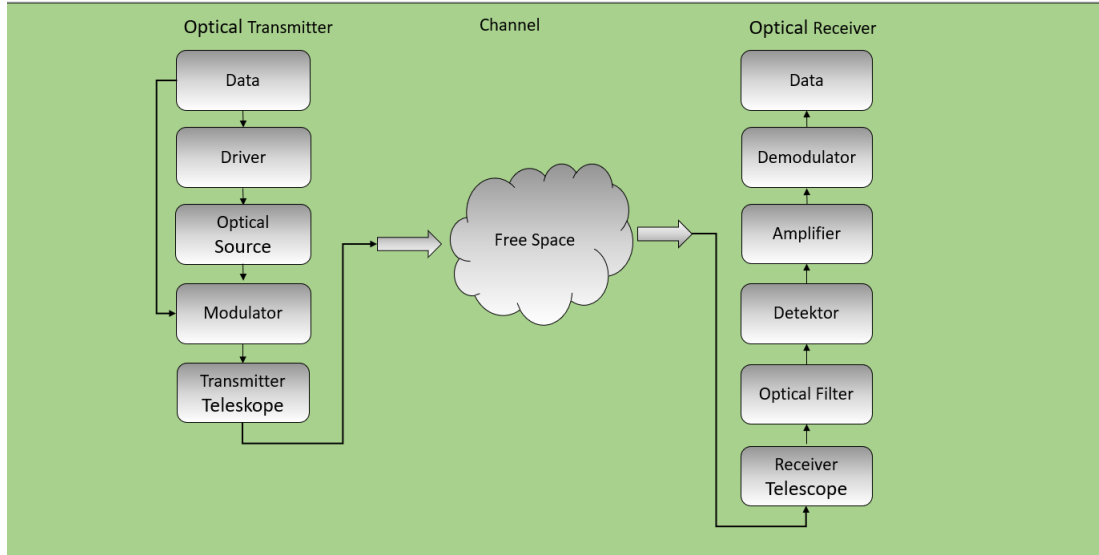 Optical Transmitter
Data
Driver
Optical
Source
Modulator
Transmitter
Teleskope
Channel
Free Space
Optical Receiver
Data
Demodulator
Amplifier
Detektor
Optical Filter
Receiver
Telescope